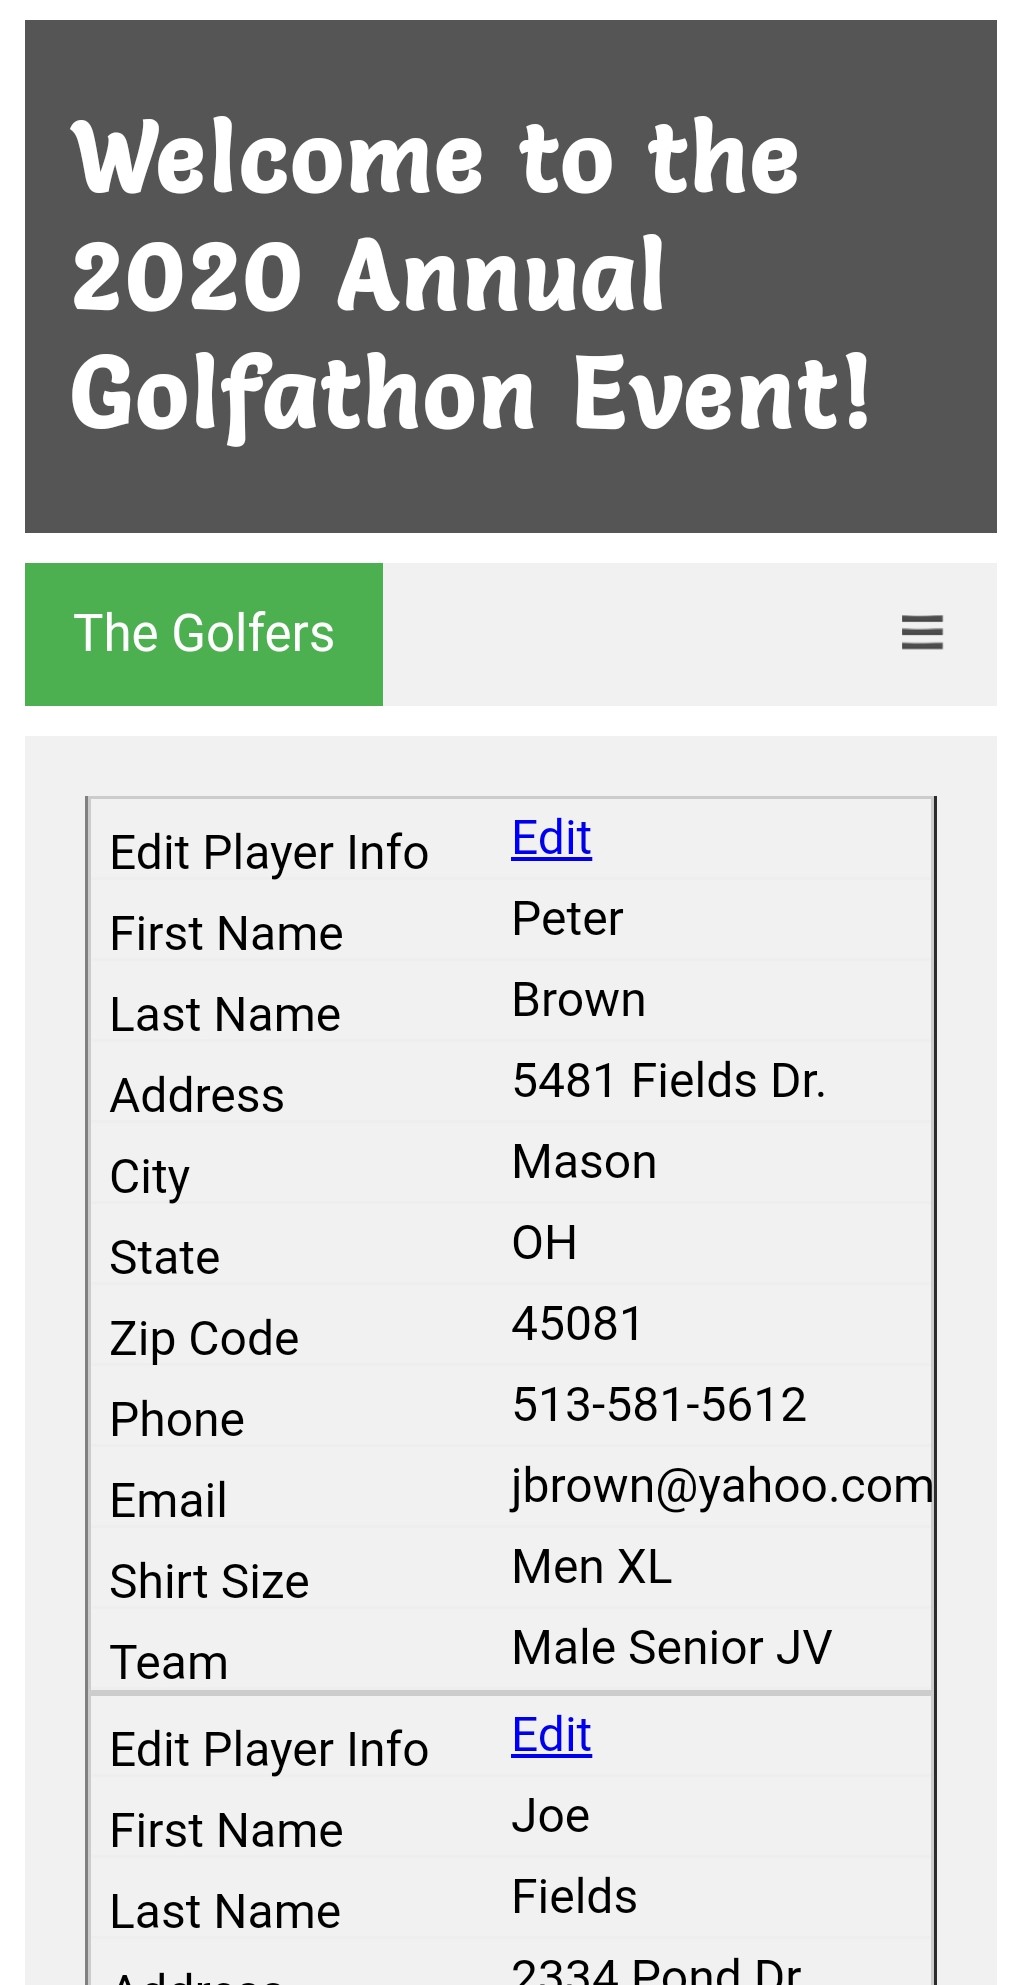 Welcome to the
2020 Annual
Golfathon Event!
The Golfers
Edit Player Info Edit
First Name Peter
Last Name Brown
Address 5481 Fields Dr.
City Mason
State OH
Zip Code 45081
Phone 513-581-5612
Email jbrown@yahoo.com
Shirt Size Men XL
Team Male Senior JV
Edit Player Info Edit
First Name Joe
Last Name Fields
Address 2334 Pond Dr